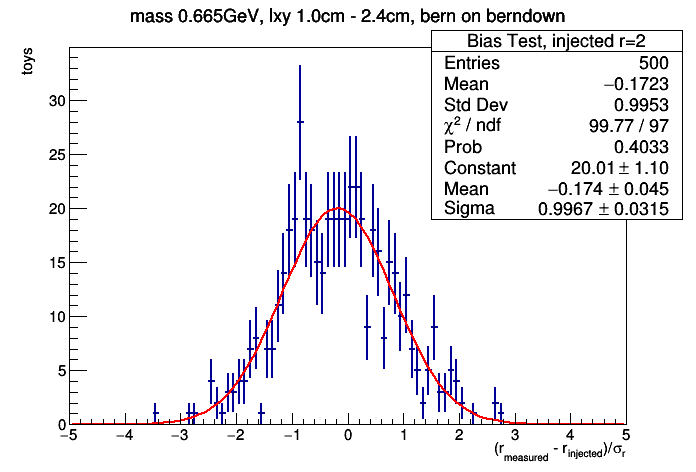 mass 0.665GeV, lxy 1.0cm - 2.4cm, bern on berndown
Bias Test, injected r=2
Entries 500
Mean −0.1723
Std Dev 0.9953
χ² / ndf 99.77 / 97
Prob 0.4033
Constant 20.01 ± 1.10
Mean −0.174 ± 0.045
Sigma 0.9967 ± 0.0315
toys
30
25
20
15
10
5
0
−5 −4 −3 −2 −1 0 1 2 3 4 5
(r_measured - r_injected)/σ_r